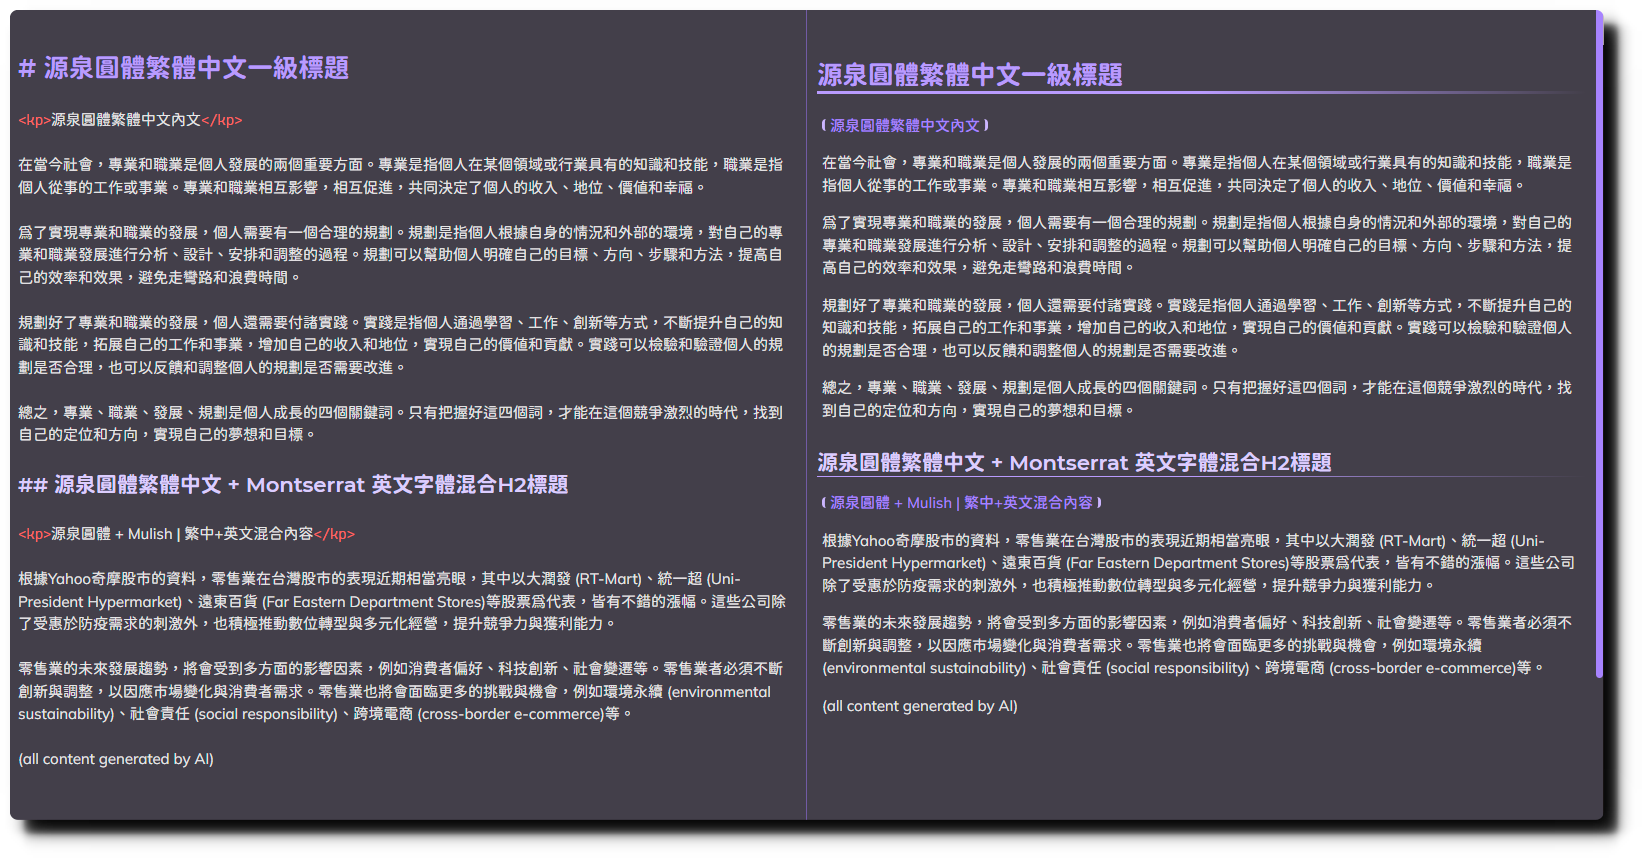 # 源泉圓體繁體中文一級標題
<kp>源泉圓體繁體中文內文</kp>
在當今社會，專業和職業是個人發展的兩個重要方面。專業是指個人在某個領域或行業具有的知識和技能，職業是指
個人從事的工作或事業。專業和職業相互影響，相互促進，共同決定了個人的收入、地位、價值和幸福。
爲了實現專業和職業的發展，個人需要有一個合理的規劃。規劃是指個人根據自身的情況和外部的環境，對自己的專
業和職業發展進行分析、設計、安排和調整的過程。規劃可以幫助個人明確自己的目標、方向、步驟和方法，提高自
己的效率和效果，避免走彎路和浪費時間。
規劃好了專業和職業的發展，個人還需要付諸實踐。實踐是指個人通過學習、工作、創新等方式，不斷提升自己的知
識和技能，拓展自己的工作和事業，增加自己的收入和地位，實現自己的價值和貢獻。實踐可以檢驗和驗證個人的規
劃是否合理，也可以反饋和調整個人的規劃是否需要改進。
總之，專業、職業、發展、規劃是個人成長的四個關鍵詞。只有把握好這四個詞，才能在這個競爭激烈的時代，找到
自己的定位和方向，實現自己的夢想和目標。
## 源泉圓體繁體中文 + Montserrat 英文字體混合H2標題
<kp>源泉圓體 + Mulish | 繁中+英文混合內容</kp>
根據Yahoo奇摩股市的資料，零售業在台灣股市的表現近期相當亮眼，其中以大潤發 (RT-Mart)、統一超 (Uni-
President Hypermarket)、遠東百貨 (Far Eastern Department Stores)等股票爲代表，皆有不錯的漲幅。這些公司除
了受惠於防疫需求的刺激外，也積極推動數位轉型與多元化經營，提升競爭力與獲利能力。
零售業的未來發展趨勢，將會受到多方面的影響因素，例如消費者偏好、科技創新、社會變遷等。零售業者必須不斷
創新與調整，以因應市場變化與消費者需求。零售業也將會面臨更多的挑戰與機會，例如環境永續 (environmental
sustainability)、社會責任 (social responsibility)、跨境電商 (cross-border e-commerce)等。
(all content generated by AI)
源泉圓體繁體中文一級標題
【源泉圓體繁體中文內文】
在當今社會，專業和職業是個人發展的兩個重要方面。專業是指個人在某個領域或行業具有的知識和技能，職業是
指個人從事的工作或事業。專業和職業相互影響，相互促進，共同決定了個人的收入、地位、價值和幸福。
爲了實現專業和職業的發展，個人需要有一個合理的規劃。規劃是指個人根據自身的情況和外部的環境，對自己的
專業和職業發展進行分析、設計、安排和調整的過程。規劃可以幫助個人明確自己的目標、方向、步驟和方法，提
高自己的效率和效果，避免走彎路和浪費時間。
規劃好了專業和職業的發展，個人還需要付諸實踐。實踐是指個人通過學習、工作、創新等方式，不斷提升自己的
知識和技能，拓展自己的工作和事業，增加自己的收入和地位，實現自己的價值和貢獻。實踐可以檢驗和驗證個人
的規劃是否合理，也可以反饋和調整個人的規劃是否需要改進。
總之，專業、職業、發展、規劃是個人成長的四個關鍵詞。只有把握好這四個詞，才能在這個競爭激烈的時代，找
到自己的定位和方向，實現自己的夢想和目標。
源泉圓體繁體中文 + Montserrat 英文字體混合H2標題
【源泉圓體 + Mulish | 繁中+英文混合內容】
根據Yahoo奇摩股市的資料，零售業在台灣股市的表現近期相當亮眼，其中以大潤發 (RT-Mart)、統一超 (Uni-
President Hypermarket)、遠東百貨 (Far Eastern Department Stores)等股票爲代表，皆有不錯的漲幅。這些公司
除了受惠於防疫需求的刺激外，也積極推動數位轉型與多元化經營，提升競爭力與獲利能力。
零售業的未來發展趨勢，將會受到多方面的影響因素，例如消費者偏好、科技創新、社會變遷等。零售業者必須不
斷創新與調整，以因應市場變化與消費者需求。零售業也將會面臨更多的挑戰與機會，例如環境永續
(environmental sustainability)、社會責任 (social responsibility)、跨境電商 (cross-border e-commerce)等。
(all content generated by AI)